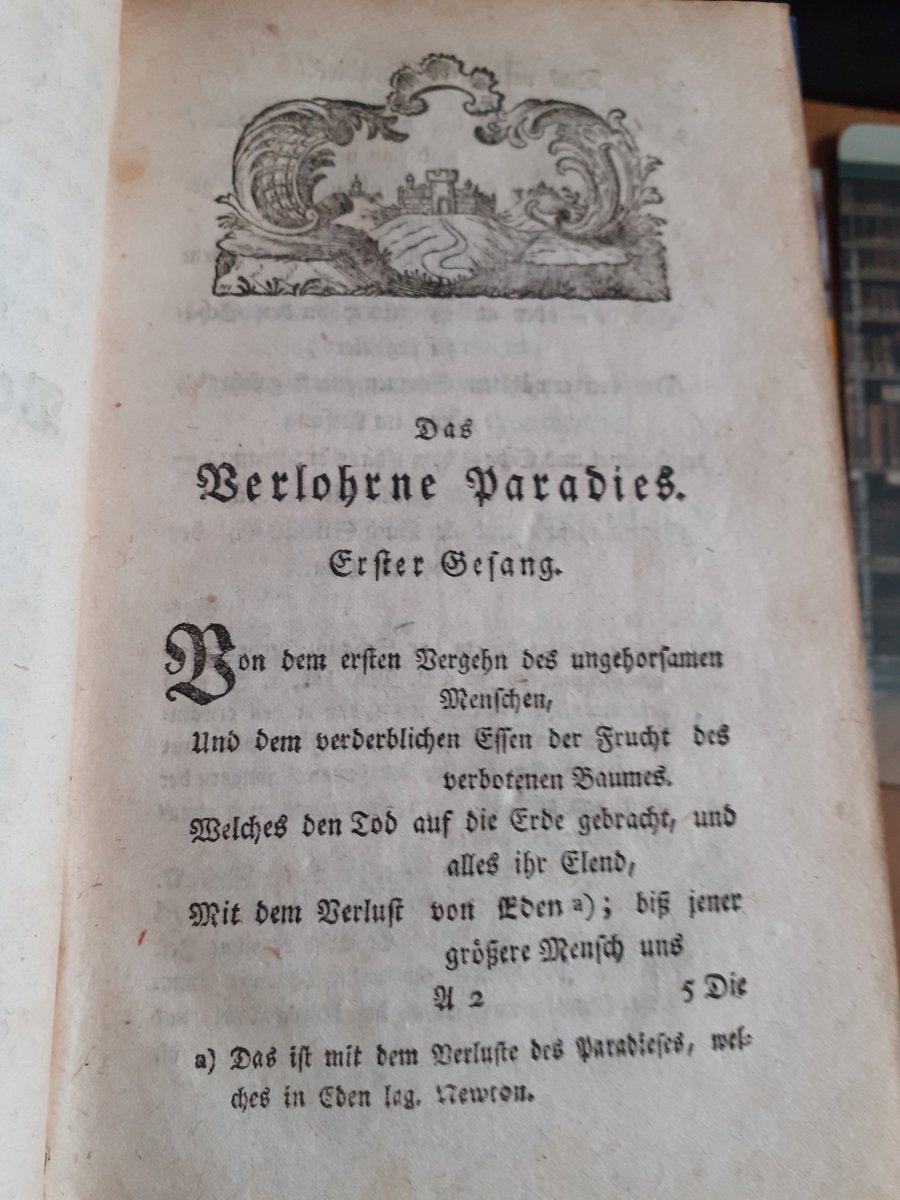 Das
Verlohrne Paradies.
Erster Gesang.
Von dem ersten Vergehn des ungehorsamen
Menschen,
Und dem verderblichen Essen der Frucht des
verbotenen Baumes.
Welches den Tod auf die Erde gebracht, und
alles ihr Elend,
Mit dem Verlust von Eden a); biß jener
größere Mensch uns
A 2 5 Die
a) Das ist mit dem Verluste des Paradieses, wel-
ches in Eden lag. Newton.